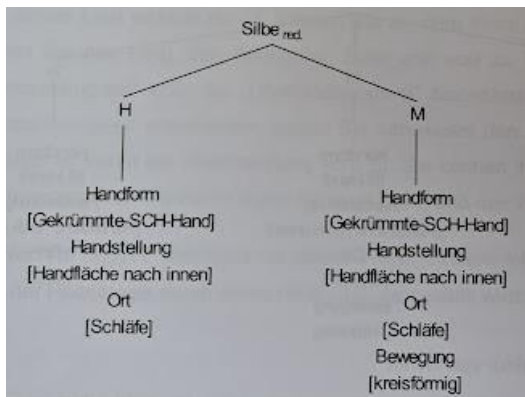 Silbe red.
H
M
Handform
[Gekrümmte-SCH-Hand]
Handstellung
[Handfläche nach innen]
Ort
[Schläfe]
Handform
[Gekrümmte-SCH-Hand]
Handstellung
[Handfläche nach innen]
Ort
[Schläfe]
Bewegung
[kreisförmig]